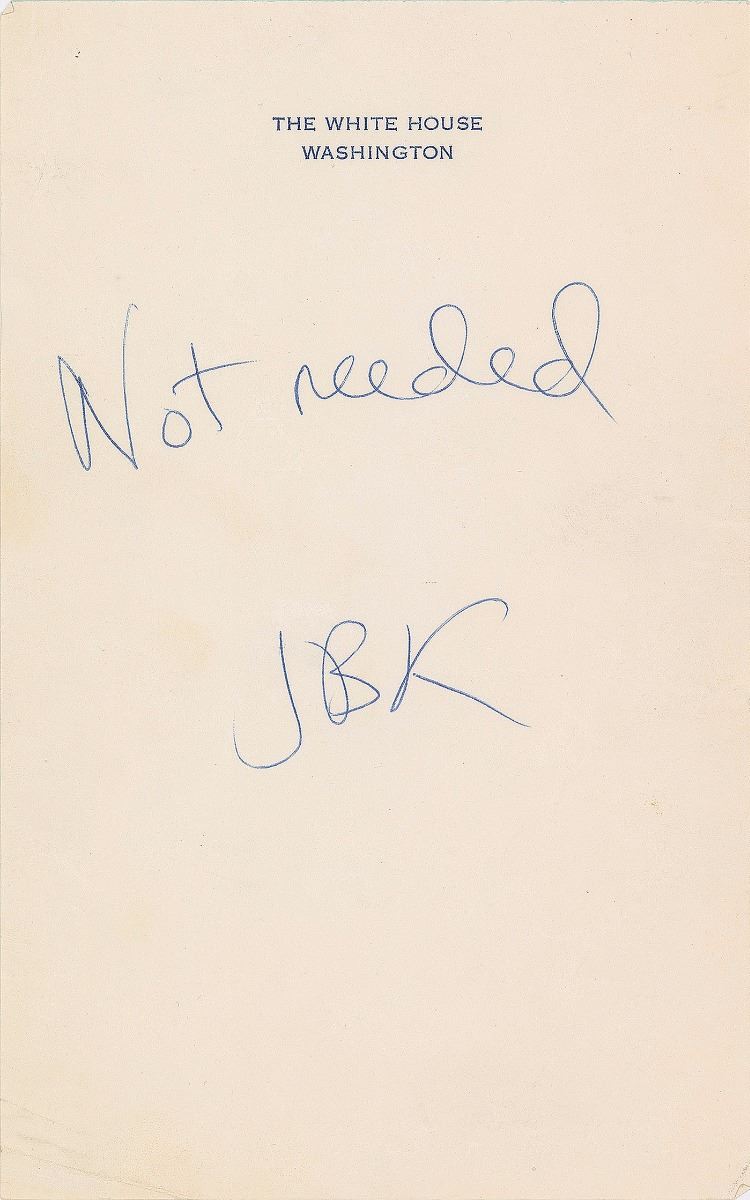 THE WHITE HOUSE
WASHINGTON
Not needed
JBK